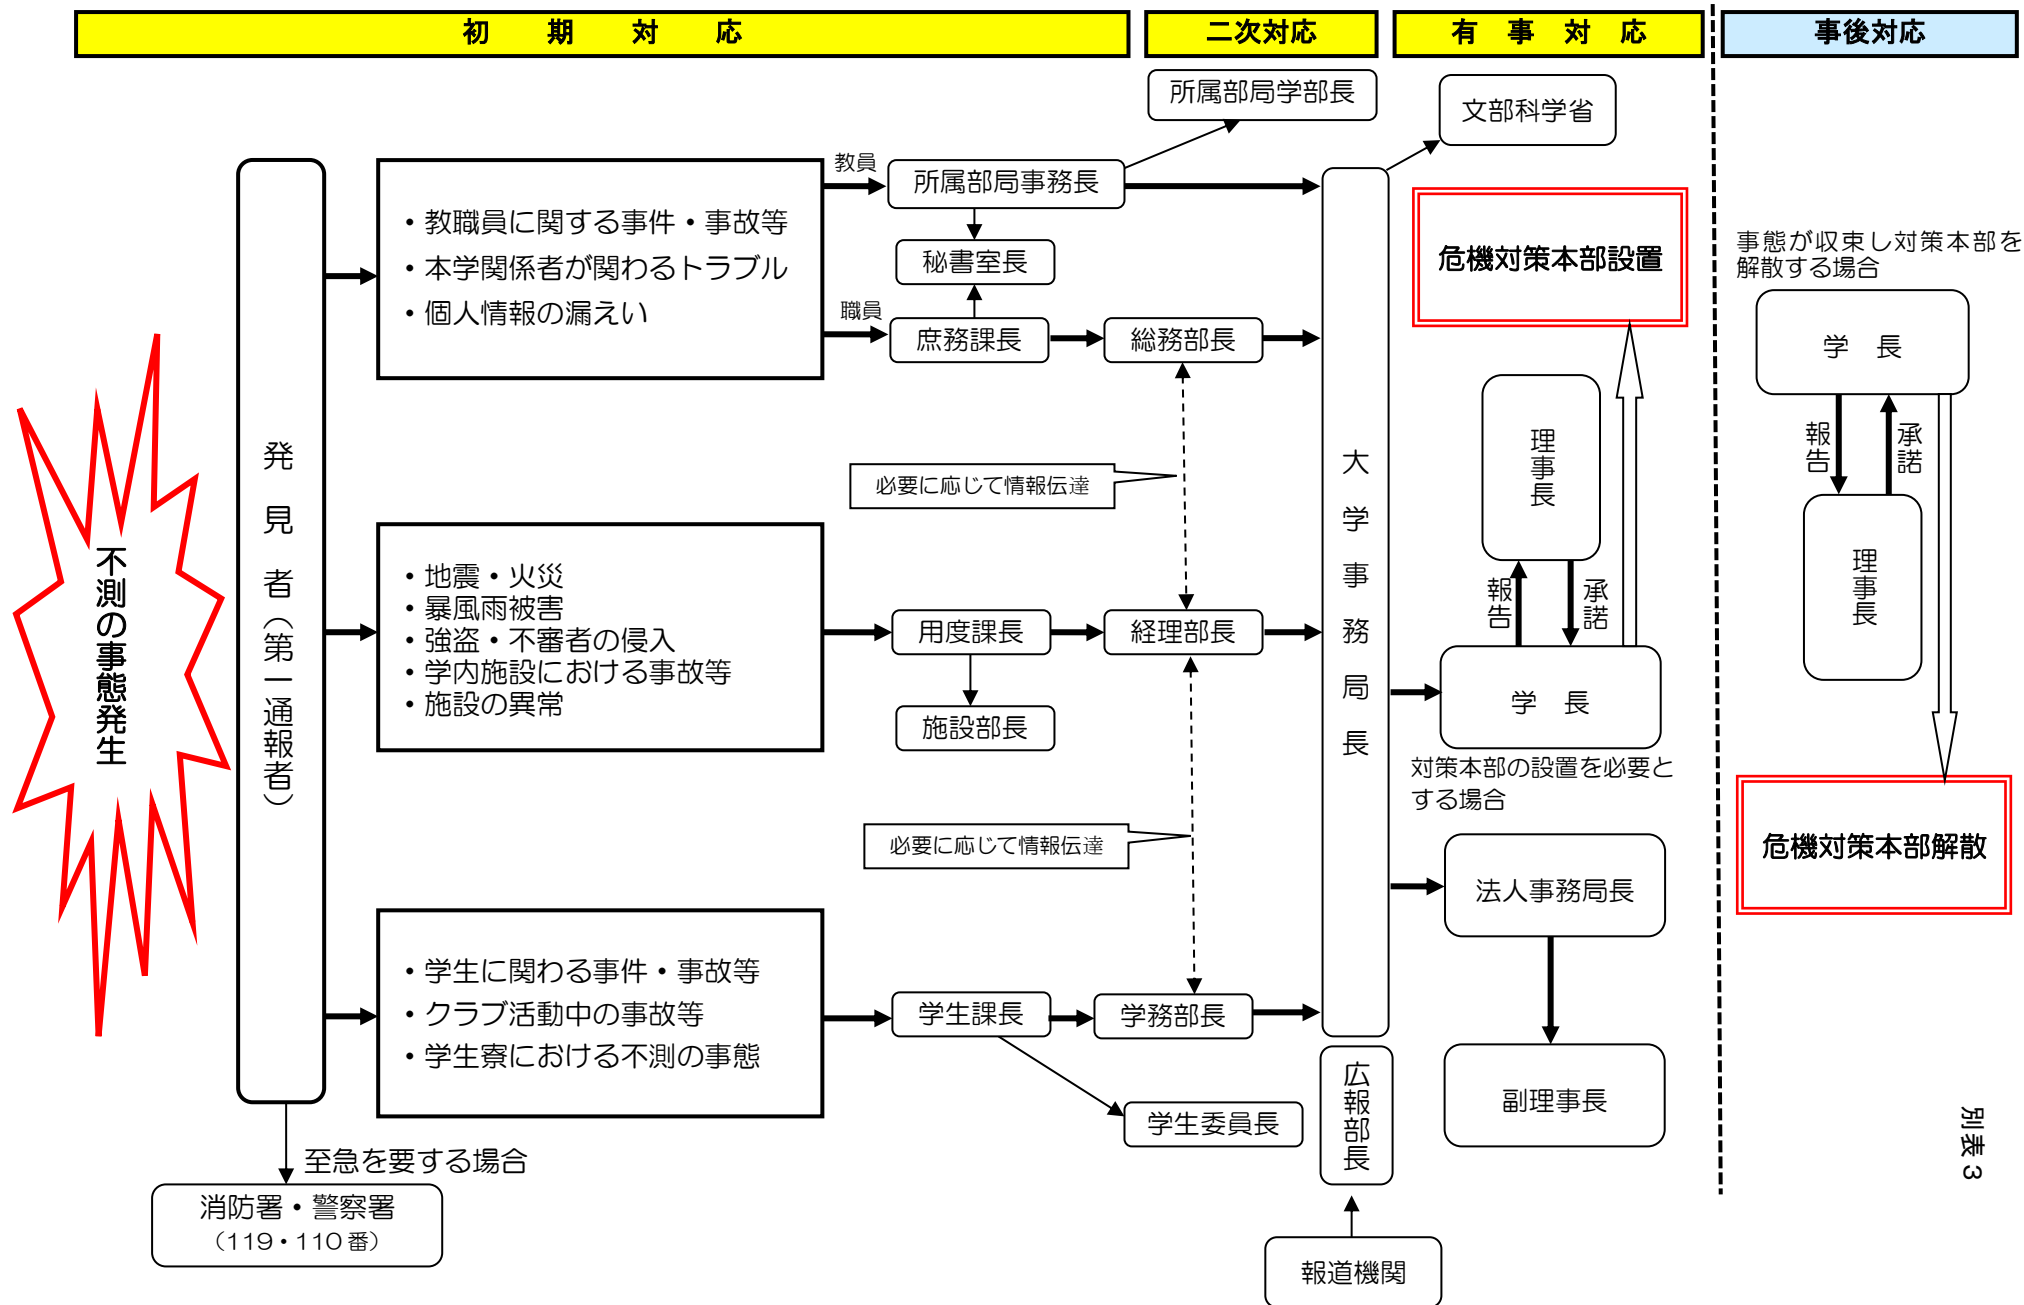 初期対応
二次対応
有事対応
事後対応
所属部局学部長
文部科学省
不測の事態発生
発見者（第一通報者）
・教職員に関する事件・事故等
・本学関係者が関わるトラブル
・個人情報の漏えい
教員
所属部局事務長
秘書室長
職員
庶務課長
総務部長
必要に応じて情報伝達
・地震・火災
・暴風雨被害
・強盗・不審者の侵入
・学内施設における事故等
・施設の異常
用度課長
経理部長
施設部長
必要に応じて情報伝達
・学生に関わる事件・事故等
・クラブ活動中の事故等
・学生寮における不測の事態
学生課長
学務部長
学生委員長
至急を要する場合
消防署・警察署
（119・110番）
大学事務局長
広報部長
報道機関
危機対策本部設置
理事長
報告
承諾
学 長
対策本部の設置を必要と
する場合
法人事務局長
副理事長
事態が収束し対策本部を
解散する場合
学 長
報告
承諾
理事長
危機対策本部解散
別表3